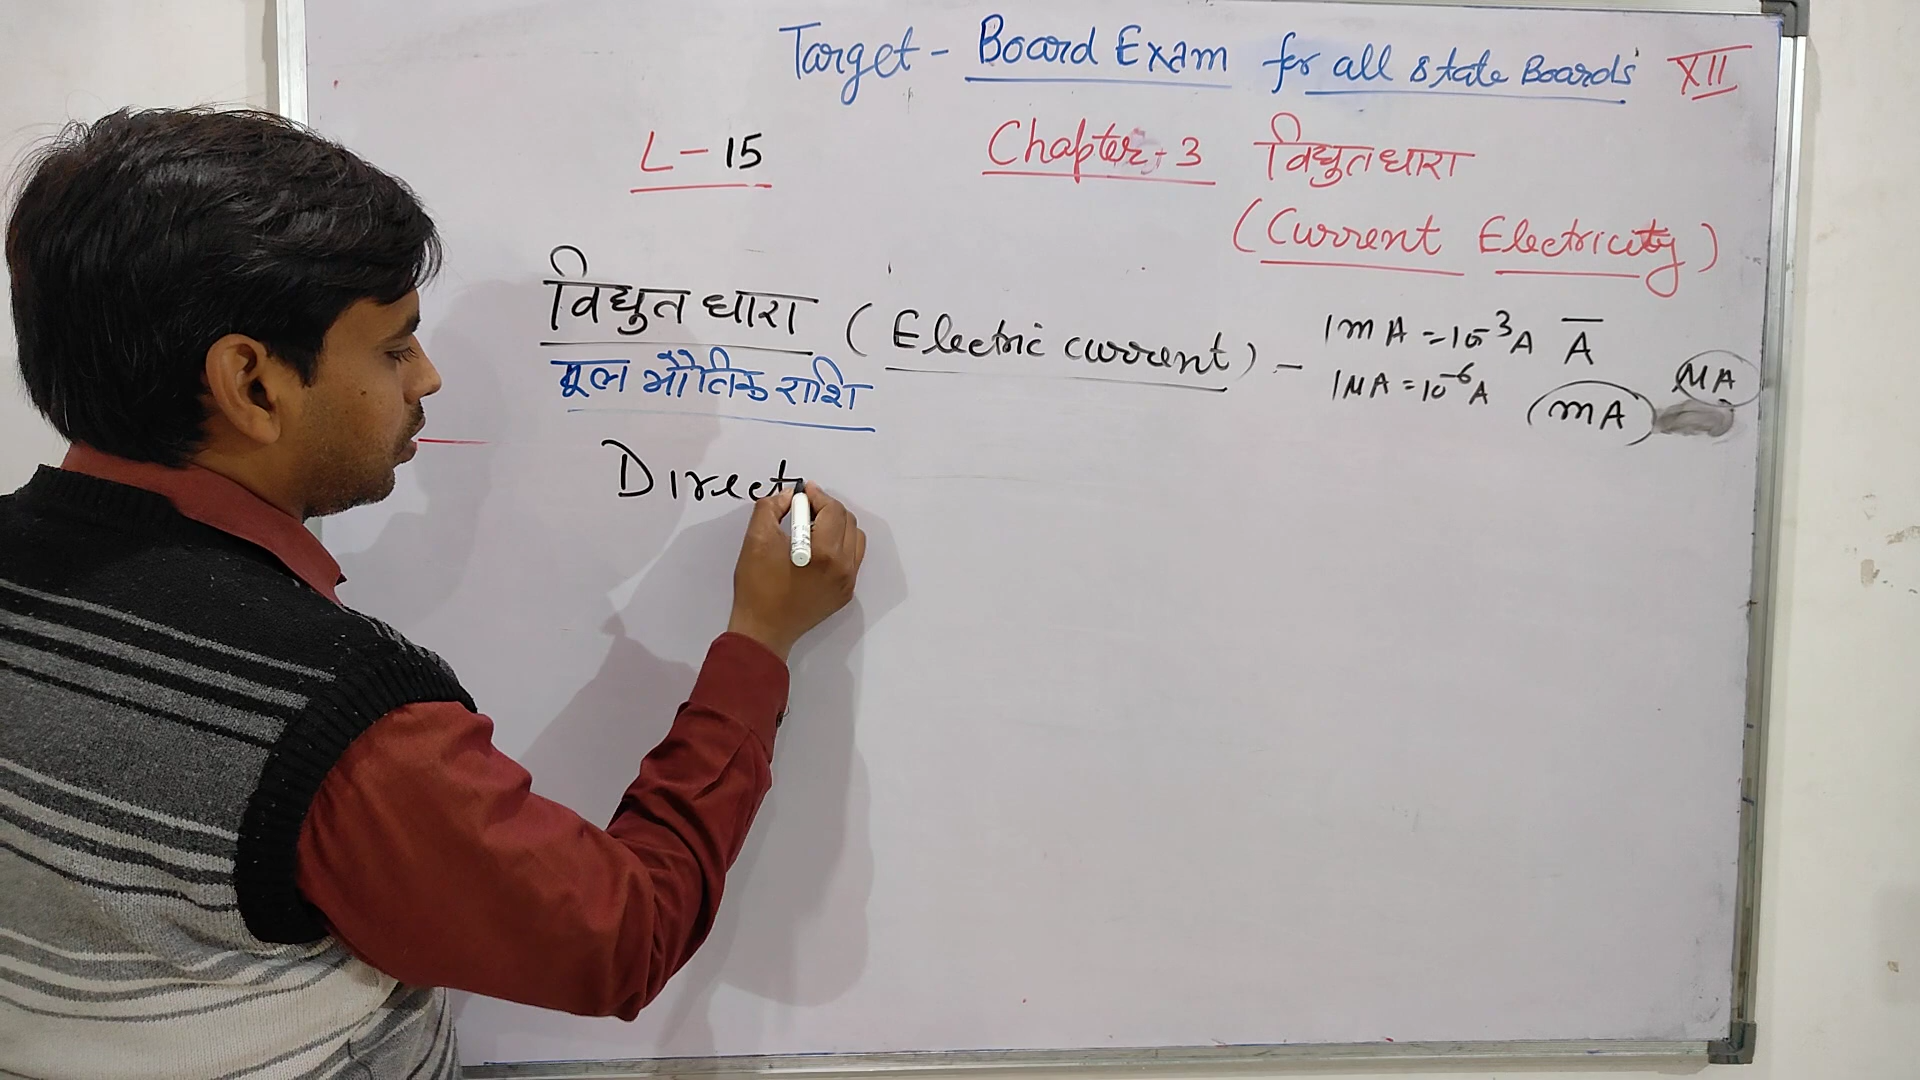 Target - Board Exam for all state Boards XII
L-15 Chapter-3 विद्युत धारा
(Current Electricity)
विद्युत धारा (Electric current) - 1mA = 10⁻³A A
1μA = 10⁻⁶A mA μA
मूल भौतिक राशि
Direct